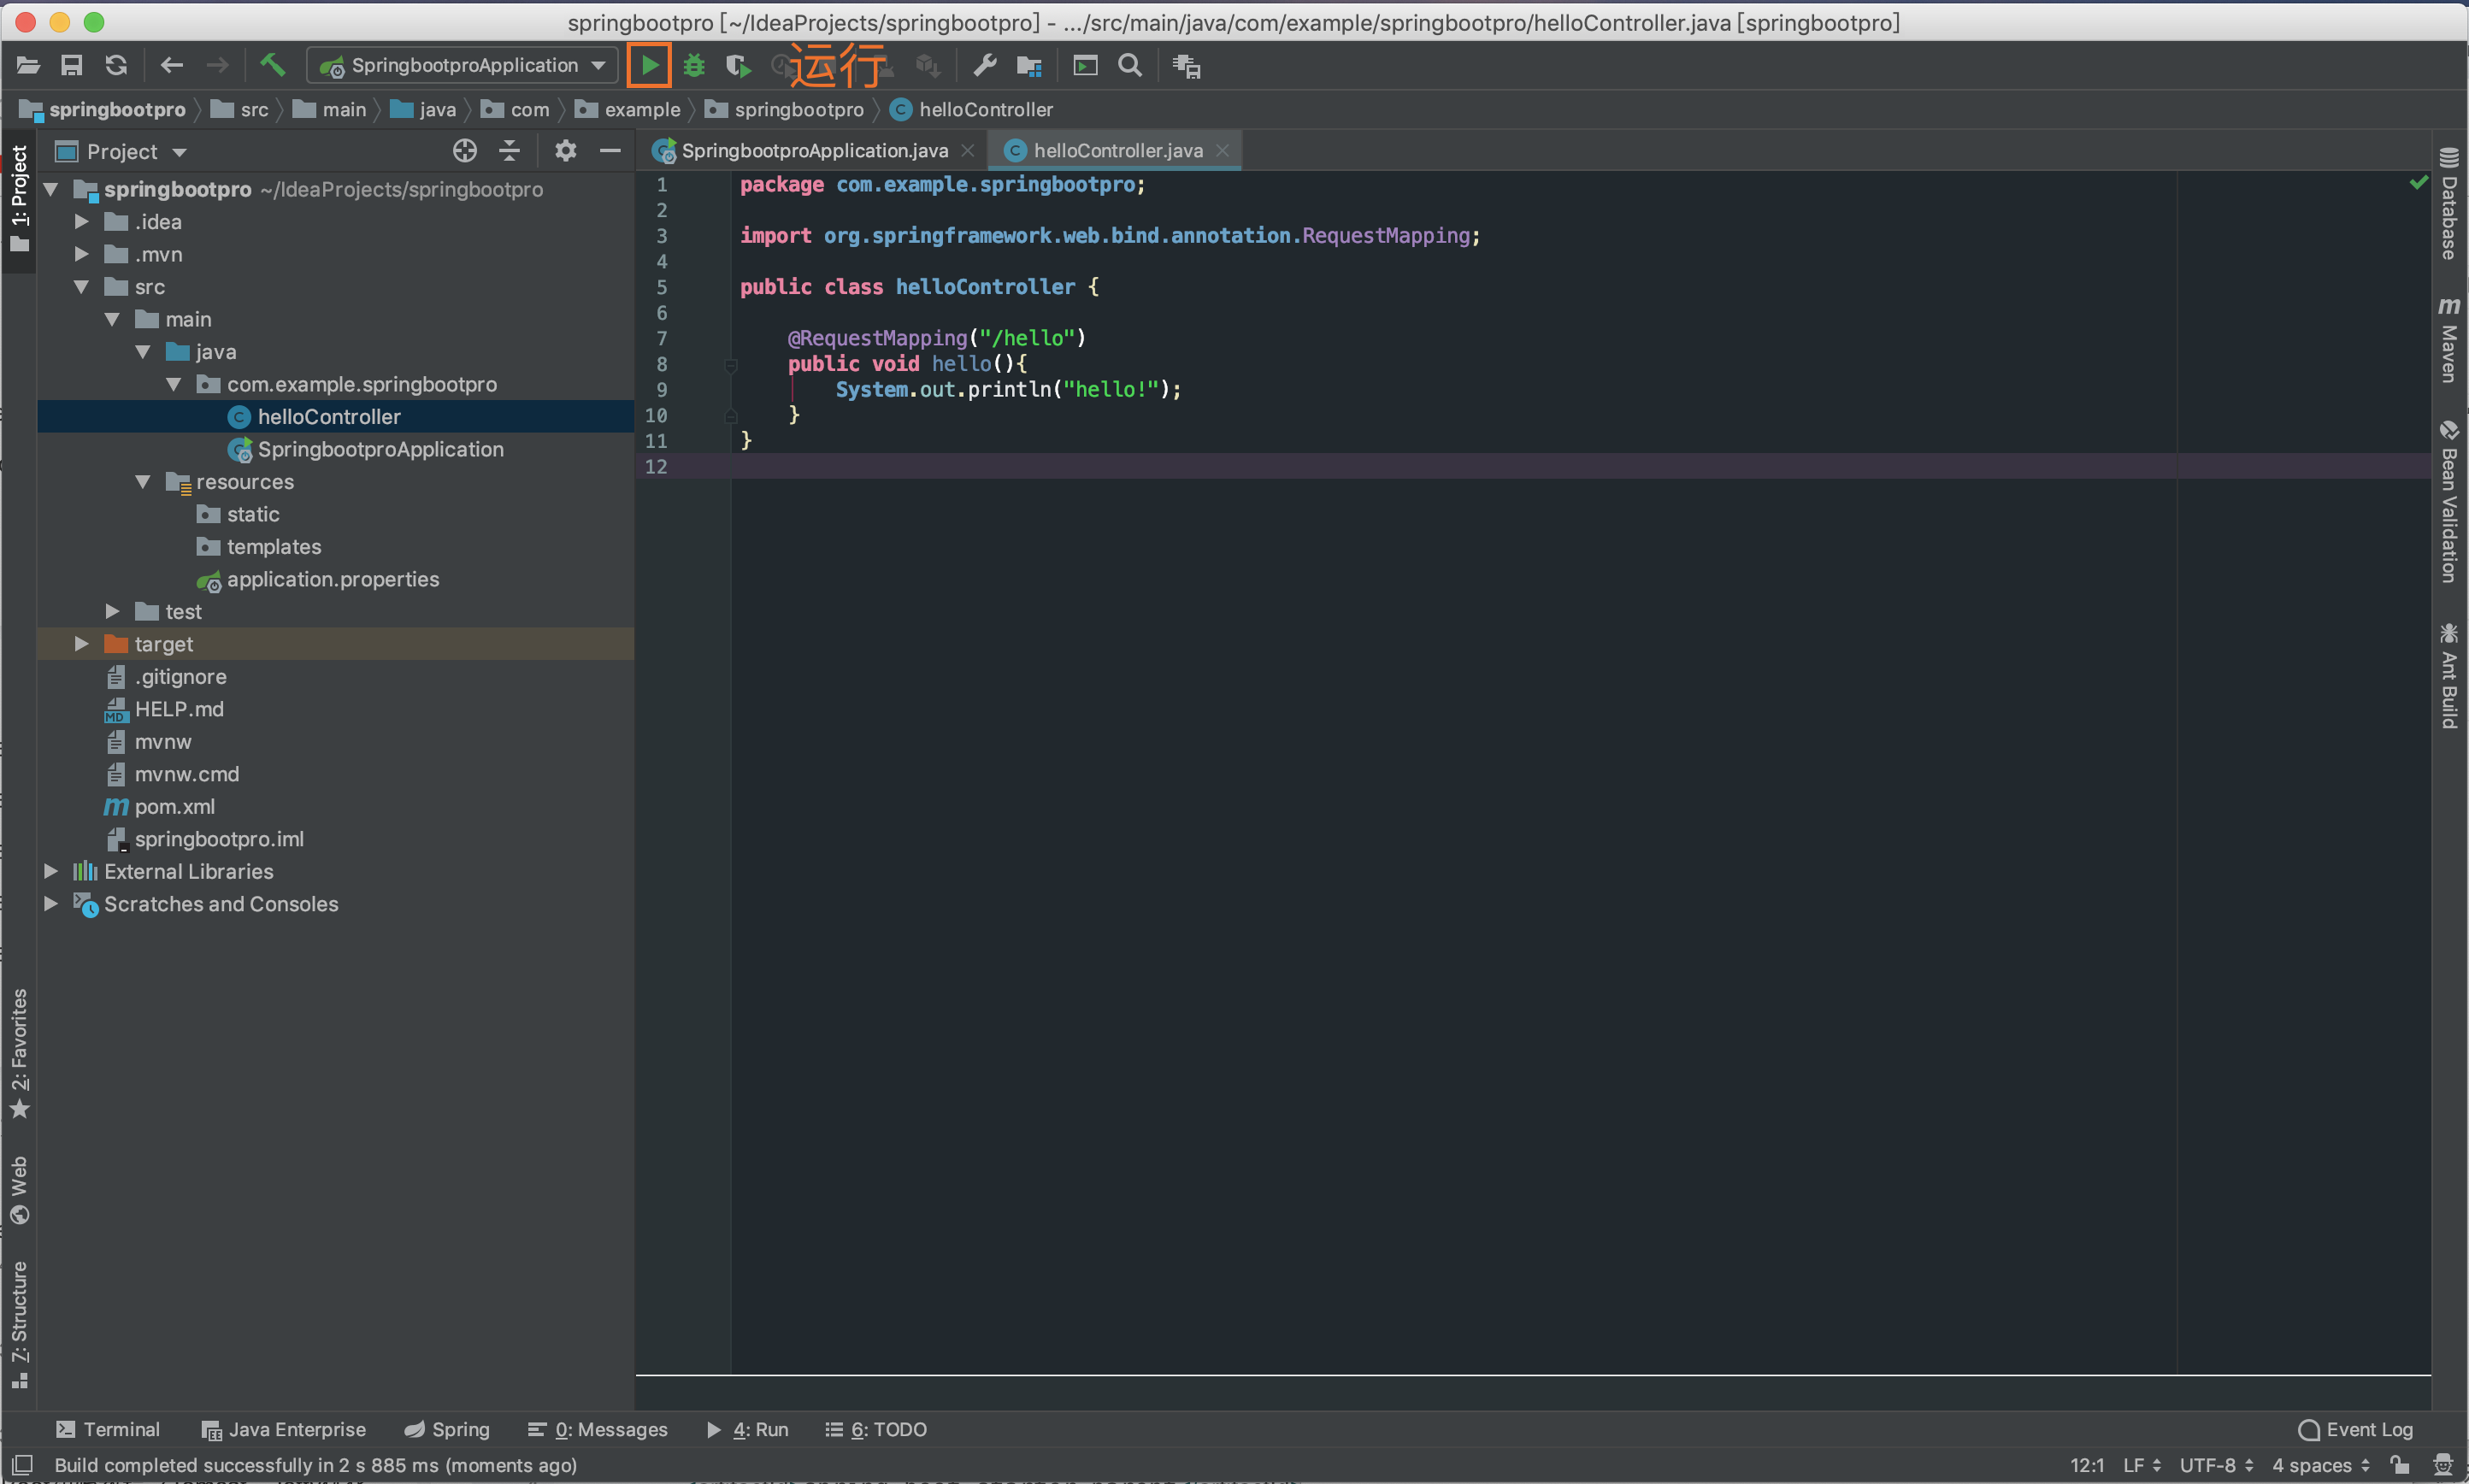 springbootpro [~/IdeaProjects/springbootpro] - .../src/main/java/com/example/springbootpro/helloController.java [springbootpro]
SpringbootproApplication
运行
springbootpro src main java com example springbootpro helloController
1: Project
Project
SpringbootproApplication.java
helloController.java
springbootpro ~/IdeaProjects/springbootpro
.idea
.mvn
src
main
java
com.example.springbootpro
helloController
SpringbootproApplication
resources
static
templates
application.properties
test
target
.gitignore
HELP.md
mvnw
mvnw.cmd
pom.xml
springbootpro.iml
External Libraries
Scratches and Consoles
1 package com.example.springbootpro;
2
3 import org.springframework.web.bind.annotation.RequestMapping;
4
5 public class helloController {
6
7 @RequestMapping("/hello")
8 public void hello(){
9 System.out.println("hello!");
10 }
11 }
12
Database
Maven
Bean Validation
Ant Build
2: Favorites
Web
7: Structure
Terminal
Java Enterprise
Spring
0: Messages
4: Run
6: TODO
Event Log
Build completed successfully in 2 s 885 ms (moments ago)
12:1 LF UTF-8 4 spaces